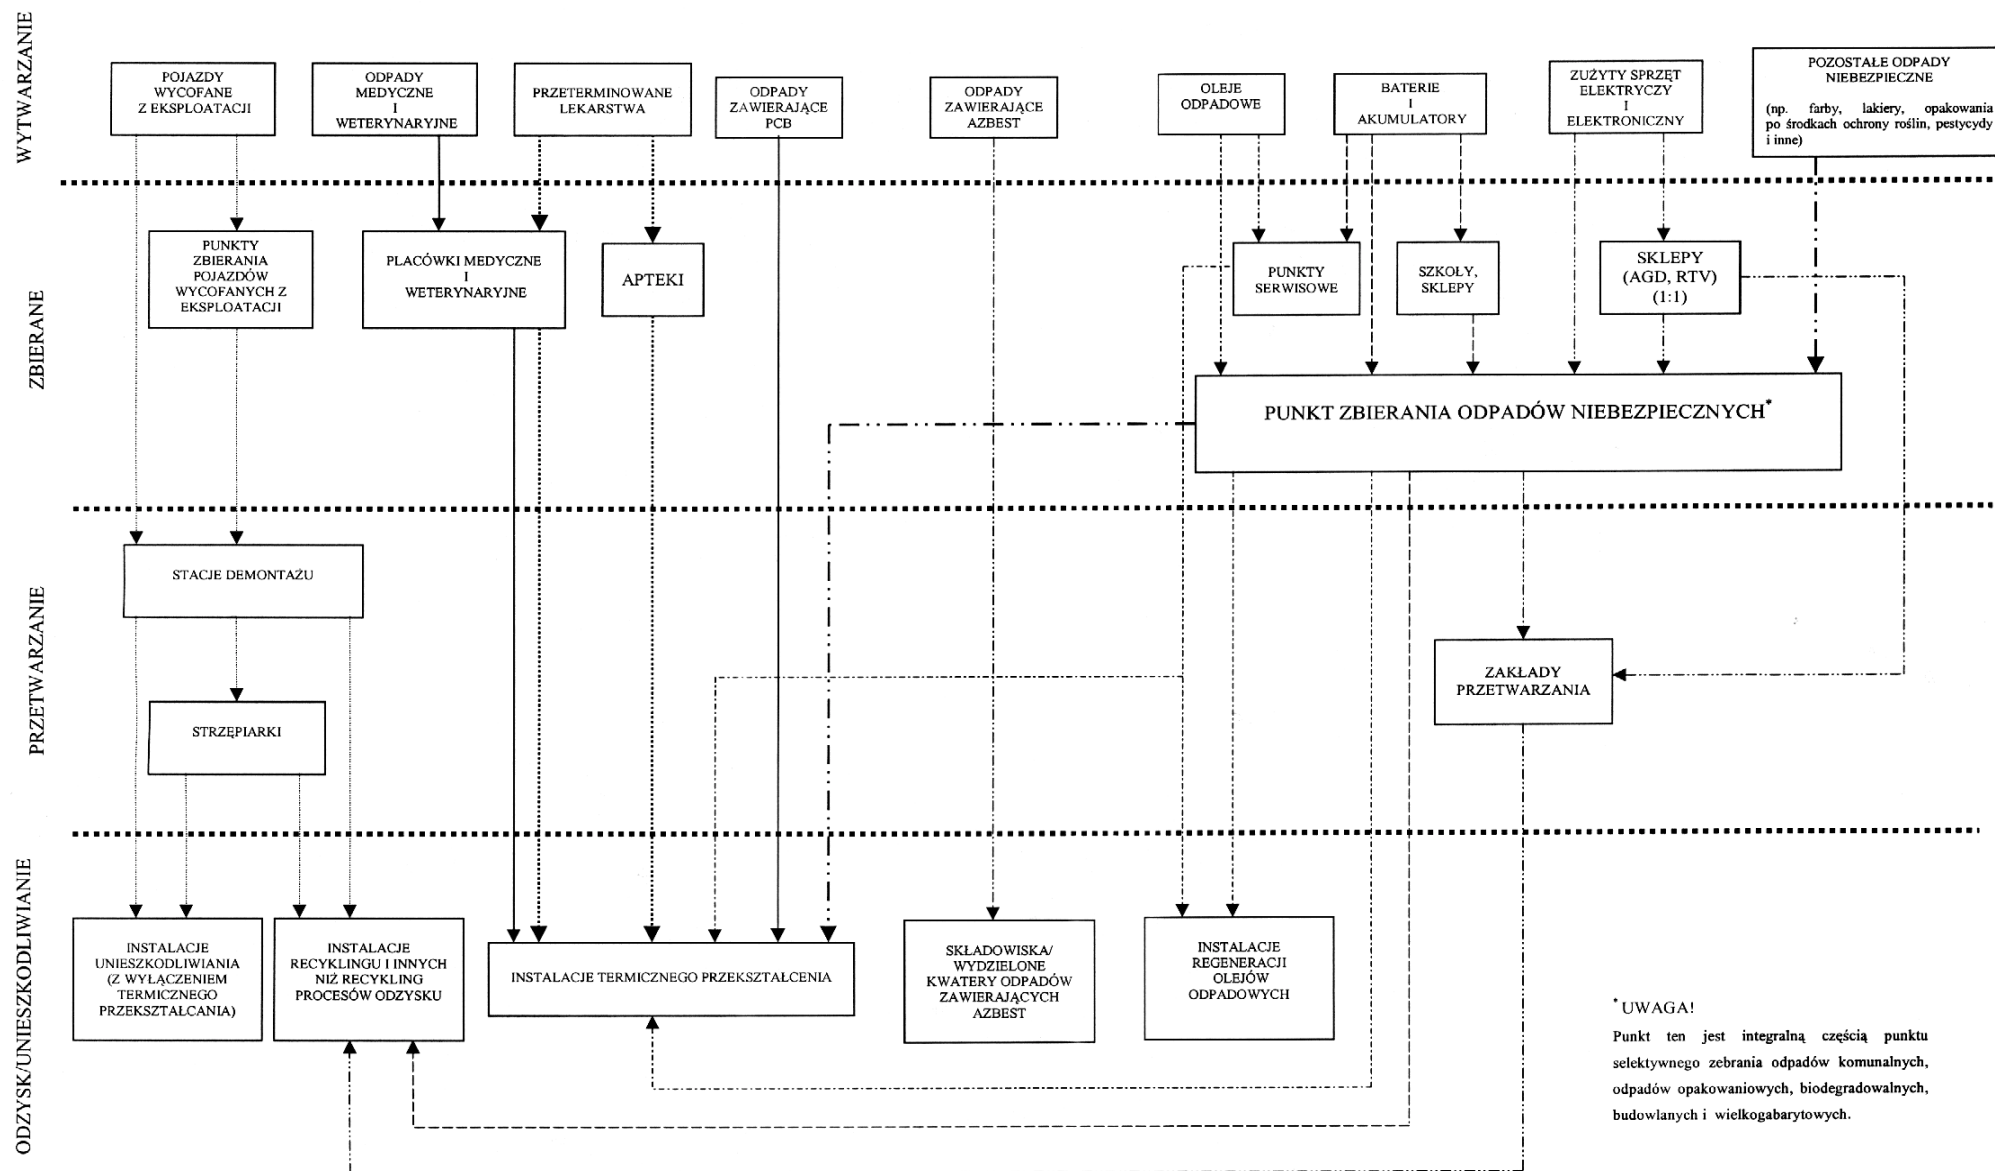 WYTWARZANIE
POJAZDY
WYCOFANE
Z EKSPLOATACJI
ODPADY
MEDYCZNE
I
WETERYNARYJNE
PRZETERMINOWANE
LEKARSTWA
ODPADY
ZAWIERAJĄCE
PCB
ODPADY
ZAWIERAJĄCE
AZBEST
OLEJE
ODPADOWE
BATERIE
I
AKUMULATORY
ZUŻYTY SPRZĘT
ELEKTRYCZY
I
ELEKTRONICZNY
POZOSTAŁE ODPADY
NIEBEZPIECZNE
(np. farby, lakiery, opakowania
po środkach ochrony roślin, pestycydy
i inne)
ZBIERANE
PUNKTY
ZBIERANIA
POJAZDÓW
WYCOFANYCH Z
EKSPLOATACJI
PLACÓWKI MEDYCZNE
I
WETERYNARYJNE
APTEKI
PUNKTY
SERWISOWE
SZKOŁY,
SKLEPY
SKLEPY
(AGD, RTV)
(1:1)
PUNKT ZBIERANIA ODPADÓW NIEBEZPIECZNYCH*
PRZETWARZANIE
STACJE DEMONTAŻU
STRZĘPIARKI
ZAKŁADY
PRZETWARZANIA
ODZYSK/UNIESZKODLIWIANIE
INSTALACJE
UNIESZKODLIWIANIA
(Z WYŁĄCZENIEM
TERMICZNEGO
PRZEKSZTAŁCANIA)
INSTALACJE
RECYKLINGU I INNYCH
NIŻ RECYKLING
PROCESÓW ODZYSKU
INSTALACJE TERMICZNEGO PRZEKSZTAŁCENIA
SKŁADOWISKA/
WYDZIELONE
KWATERY ODPADÓW
ZAWIERAJĄCYCH
AZBEST
INSTALACJE
REGENERACJI
OLEJÓW
ODPADOWYCH
* UWAGA!
Punkt ten jest integralną częścią punktu
selektywnego zebrania odpadów komunalnych,
odpadów opakowaniowych, biodegradowalnych,
budowlanych i wielkogabarytowych.